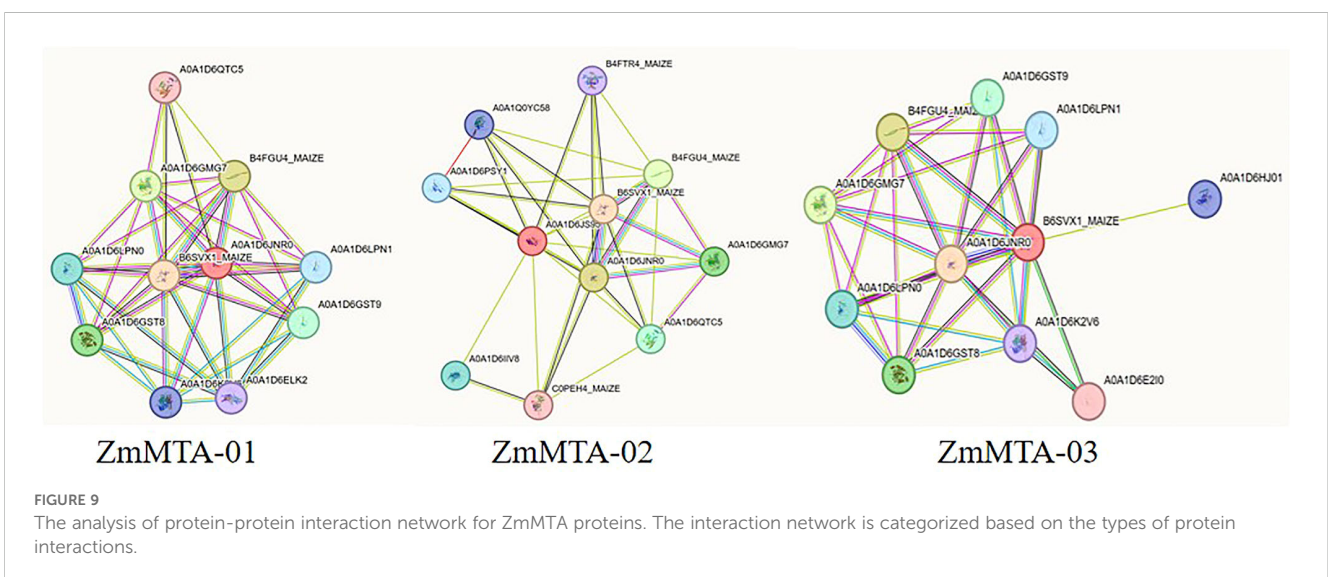 A0A1D6QTC5
A0A1D6GMG7
B4FGU4_MAIZE
A0A1D6LPN0
A0A1D6JNR0
A0A1D6LPN1
B6SVX1_MAIZE
A0A1D6GST9
A0A1D6GST8
A0A1D6ELK2
ZmMTA-01
B4FTR4_MAIZE
A0A1Q0YC58
B4FGU4_MAIZE
A0A1D6PSY1
B6SVX1_MAIZE
A0A1D6GMG7
A0A1D6JNR0
A0A1D6QTC5
A0A1D6IIV8
C0PEH4_MAIZE
ZmMTA-02
A0A1D6GST9
A0A1D6LPN1
A0A1D6HJ01
A0A1D6GMG7
B6SVX1_MAIZE
A0A1D6JNR0
A0A1D6LPN0
A0A1D6K2V6
A0A1D6GST8
A0A1D6E2I0
ZmMTA-03
FIGURE 9
The analysis of protein-protein interaction network for ZmMTA proteins. The interaction network is categorized based on the types of protein
interactions.